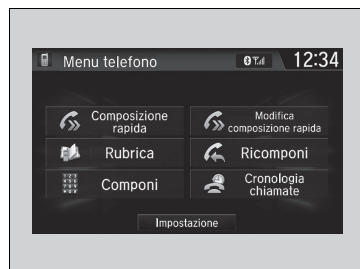 Menu telefono
12:34
Composizione
rapida
Modifica
composizione rapida
Rubrica
Ricomponi
Componi
Cronologia
chiamate
Impostazione